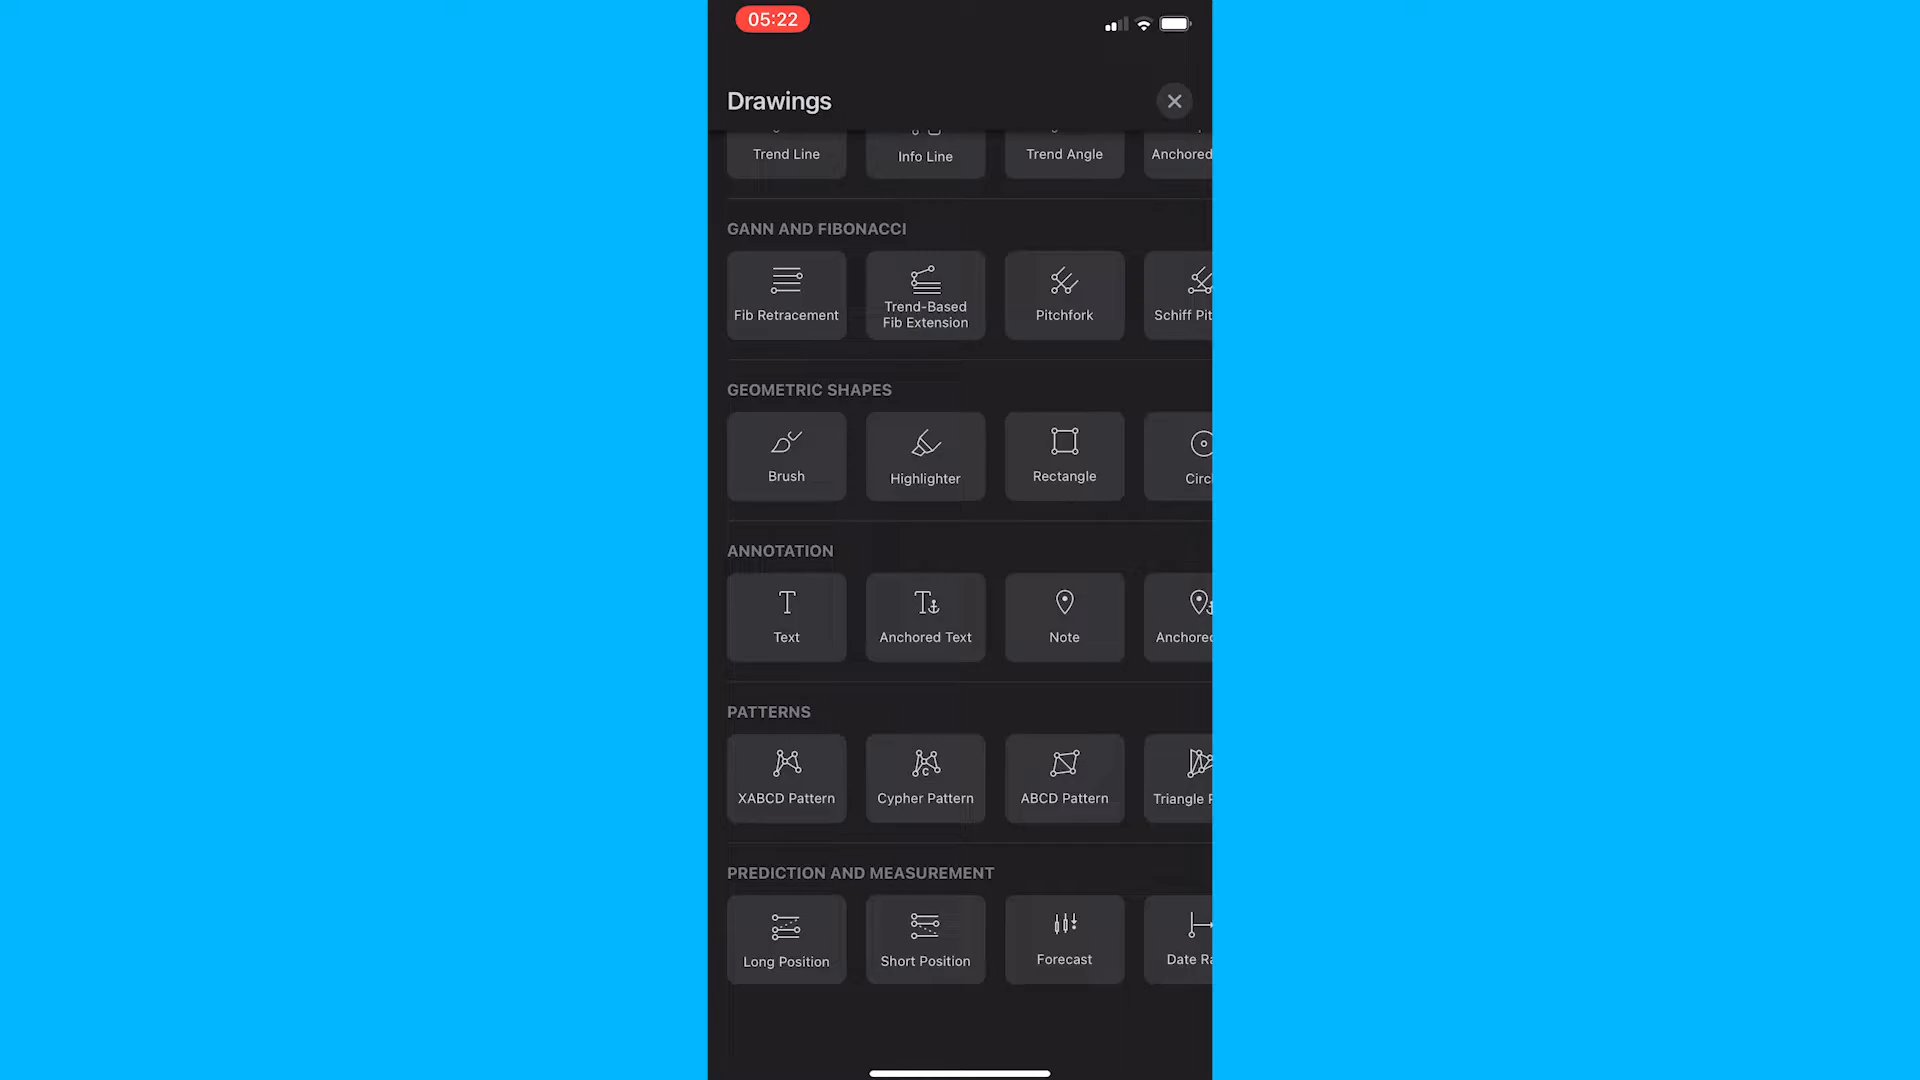 05:22
Drawings
Trend Line
Info Line
Trend Angle
Anchored
GANN AND FIBONACCI
Fib Retracement
Trend-Based
Fib Extension
Pitchfork
Schiff Pit
GEOMETRIC SHAPES
Brush
Highlighter
Rectangle
Circ
ANNOTATION
Text
Anchored Text
Note
Anchored
PATTERNS
XABCD Pattern
Cypher Pattern
ABCD Pattern
Triangle P
PREDICTION AND MEASUREMENT
Long Position
Short Position
Forecast
Date Ra